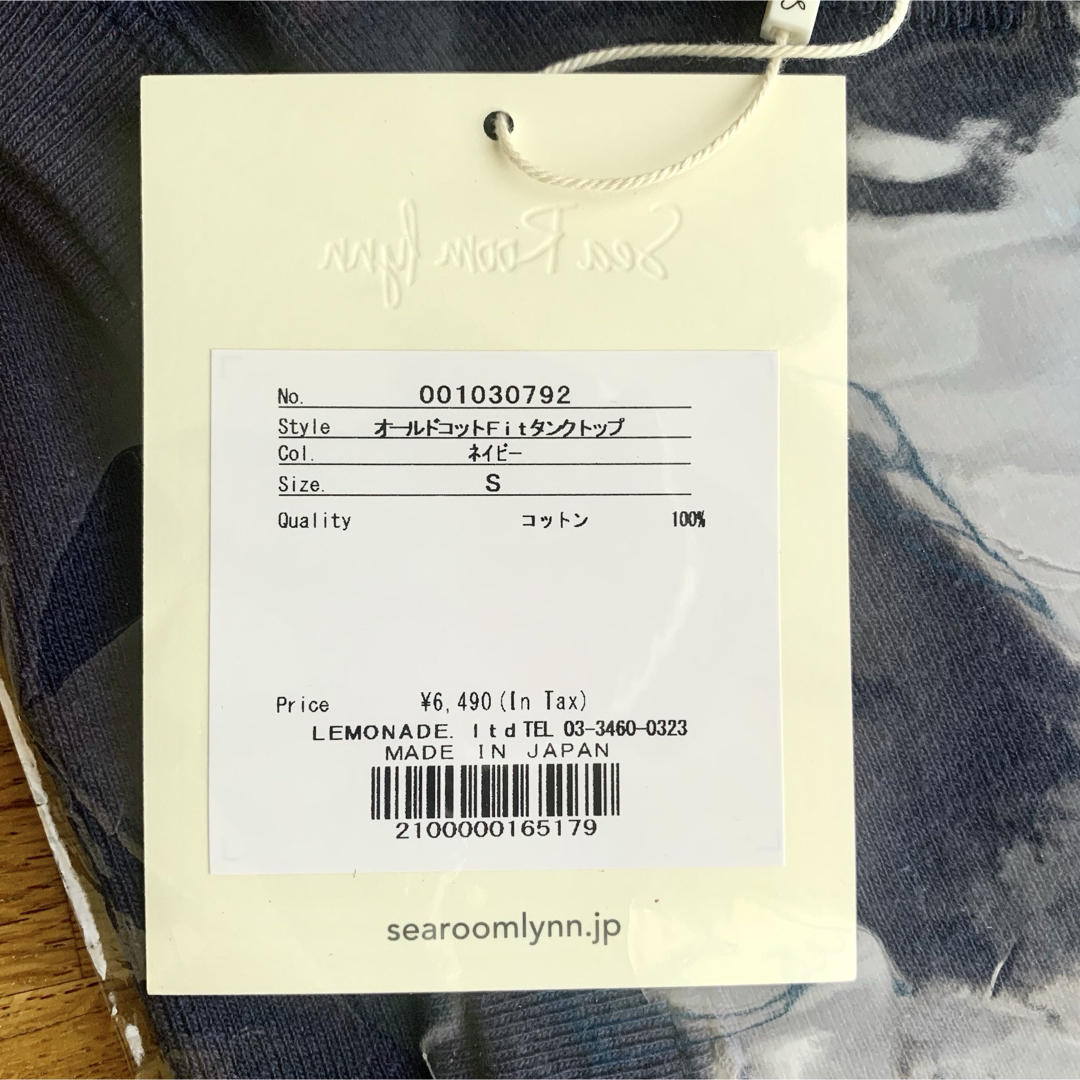 Sea Room lynn
No. 001030792
Style オールドコットFitタンクトップ
Col. ネイビー
Size. S
Quality コットン 100%
Price ¥6,490(In Tax)
LEMONADE. ltd TEL 03-3460-0323
MADE IN JAPAN
2100000165179
searoomlynn.jp